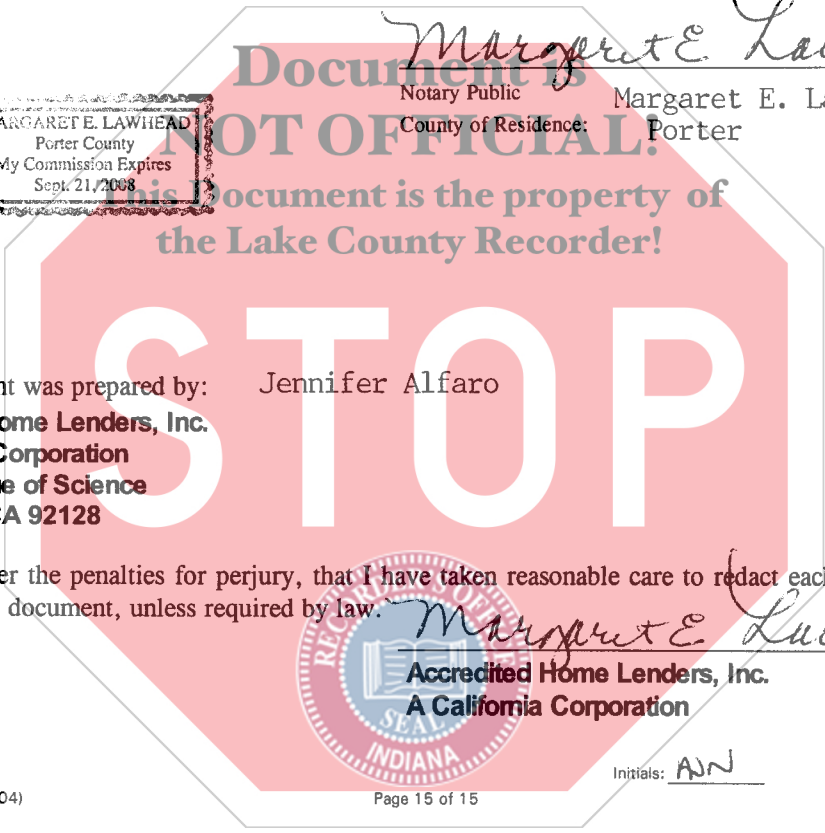 Margaret E.
Document is
Notary Public Margaret E.
County of Residence: Porter
NOT OFFICIAL!
ARGARET E. LAWHEAD
Porter County
My Commission Expires
Sept. 21, 2008
This Document is the property of
the Lake County Recorder!
STOP
nt was prepared by: Jennifer Alfaro
ome Lenders, Inc.
Corporation
e of Science
CA 92128
er the penalties for perjury, that I have taken reasonable care to redact each
document, unless required by law.
Margaret E
RECORDER'S OFFICE
SEAL
INDIANA
Accredited Home Lenders, Inc.
A California Corporation
Initials: AJN
04)
Page 15 of 15